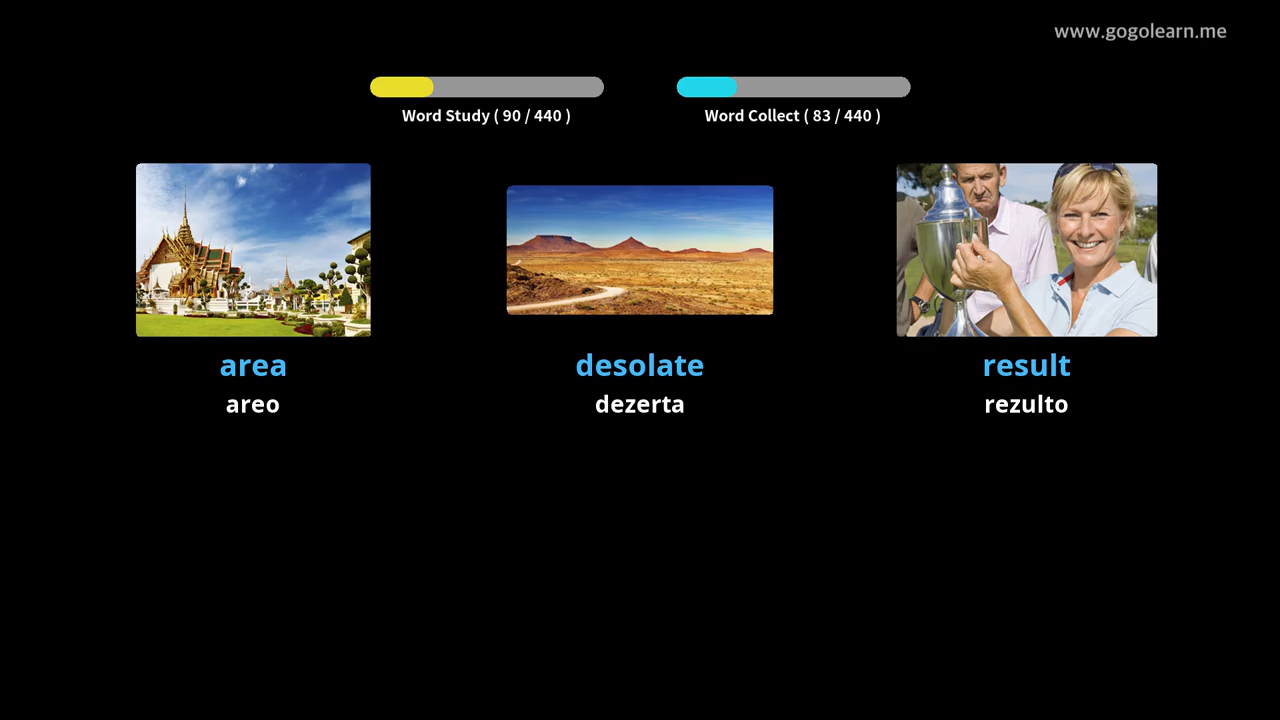 www.gogolearn.me
Word Study ( 90 / 440 )
Word Collect ( 83 / 440 )
area
areo
desolate
dezerta
result
rezulto